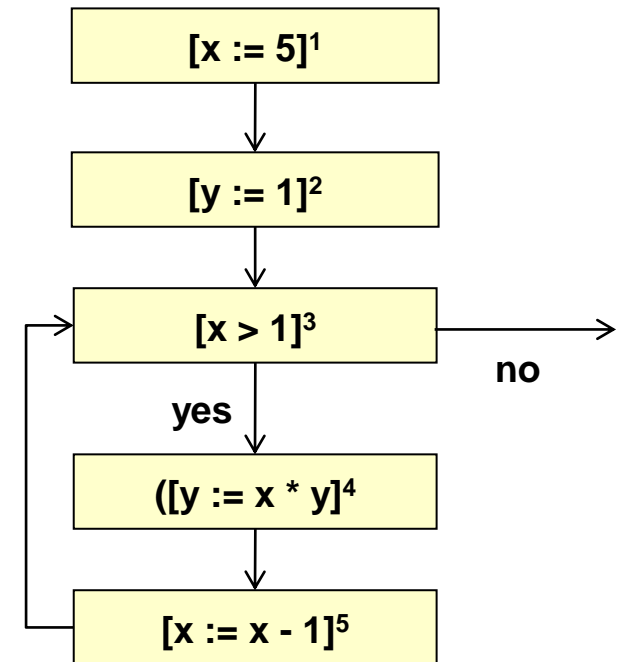 [x := 5]¹
[y := 1]²
[x > 1]³
no
yes
([y := x * y]⁴
[x := x - 1]⁵